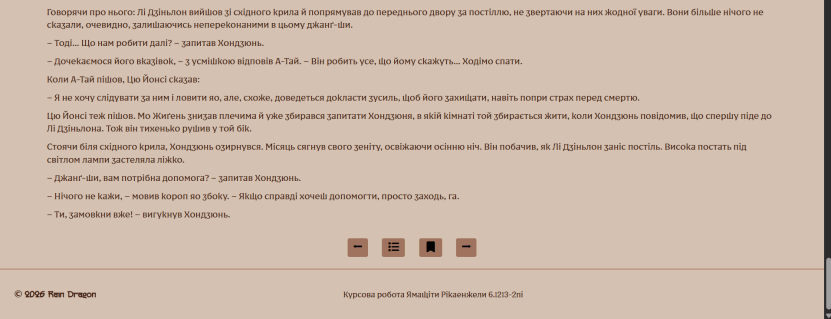 Говорячи про нього: Лі Дзіньлон вийшов зі східного крила й попрямував до переднього двору за постіллю, не звертаючи на них жодної уваги. Вони більше нічого не
сказали, очевидно, залишаючись непереконаними в цьому джанґ-ши.
– Тоді... Що нам робити далі? – запитав Хондзюнь.
– Дочекаємося його вказівок, – з усмішкою відповів А-Тай. – Він робить усе, що йому скажуть... Ходімо спати.
Коли А-Тай пішов, Цю Йонсі сказав:
– Я не хочу слідувати за ним і ловити яо, але, схоже, доведеться докласти зусиль, щоб його захищати, навіть попри страх перед смертю.
Цю Йонсі теж пішов. Мо Жиґень знизав плечима й уже збирався запитати Хондзюня, в якій кімнаті той збирається жити, коли Хондзюнь повідомив, що спершу піде до
Лі Дзіньлона. Тож він тихенько рушив у той бік.
Стоячи біля східного крила, Хондзюнь озирнувся. Місяць сягнув свого зеніту, освіжаючи осінню ніч. Він побачив, як Лі Дзіньлон заніс постіль. Висока постать під
світлом лампи застеляла ліжко.
– Джанґ-ши, вам потрібна допомога? – запитав Хондзюнь.
– Нічого не кажи, – мовив короп яо збоку. – Якщо справді хочеш допомогти, просто заходь, га.
– Ти, замовкни вже! – вигукнув Хондзюнь.
© 2025 Rain Dragon
Курсова робота Ямащіти Рікаенжели 6.1213-2пі